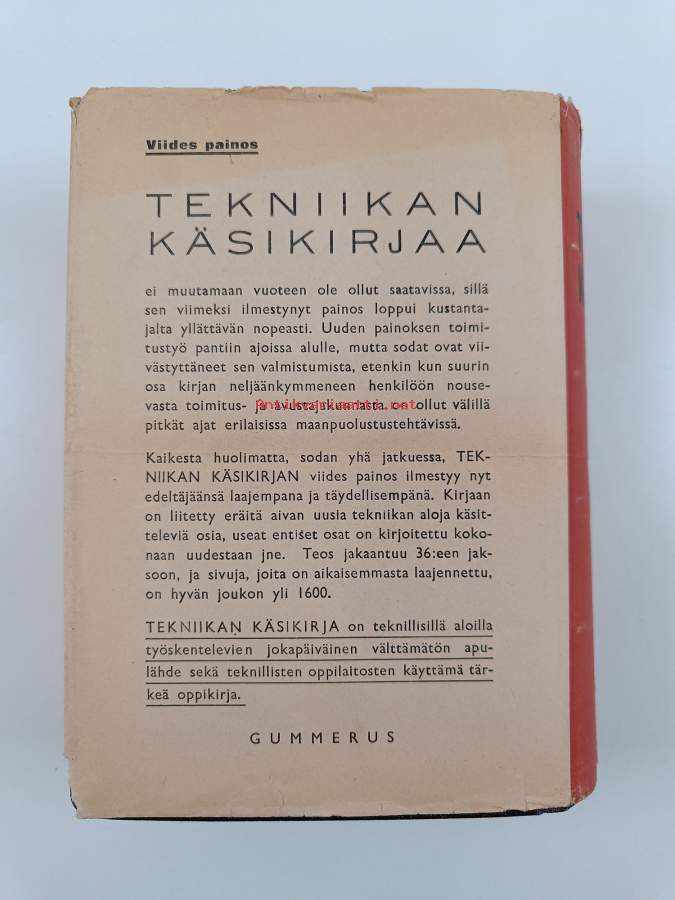 Viides painos
TEKNIIKAN
KÄSIKIRJAA
ei muutamaan vuoteen ole ollut saatavissa, sillä
sen viimeksi ilmestynyt painos loppui kustanta-
jalta yllättävän nopeasti. Uuden painoksen toimi-
tustyö pantiin ajoissa alulle, mutta sodat ovat vii-
västyttäneet sen valmistumista, etenkin kun suurin
osa kirjan neljäänkymmeneen henkilöön nouse-
vasta toimitus- ja avustajakunnasta on ollut välillä
Antikvariaatti.net
pitkät ajat erilaisissa maanpuolustustehtävissä.
Kaikesta huolimatta, sodan yhä jatkuessa, TEK-
NIIKAN KÄSIKIRJAN viides painos ilmestyy nyt
edeltäjäänsä laajempana ja täydellisempänä. Kirjaan
on liitetty eräitä aivan uusia tekniikan aloja käsit-
televiä osia, useat entiset osat on kirjoitettu koko-
naan uudestaan jne. Teos jakaantuu 36:een jak-
soon, ja sivuja, joita on aikaisemmasta laajennettu,
on hyvän joukon yli 1600.
TEKNIIKAN KÄSIKIRJA on teknillisillä aloilla
työskentelevien jokapäiväinen välttämätön apu-
lähde sekä teknillisten oppilaitosten käyttämä tär-
keä oppikirja.
GUMMERUS